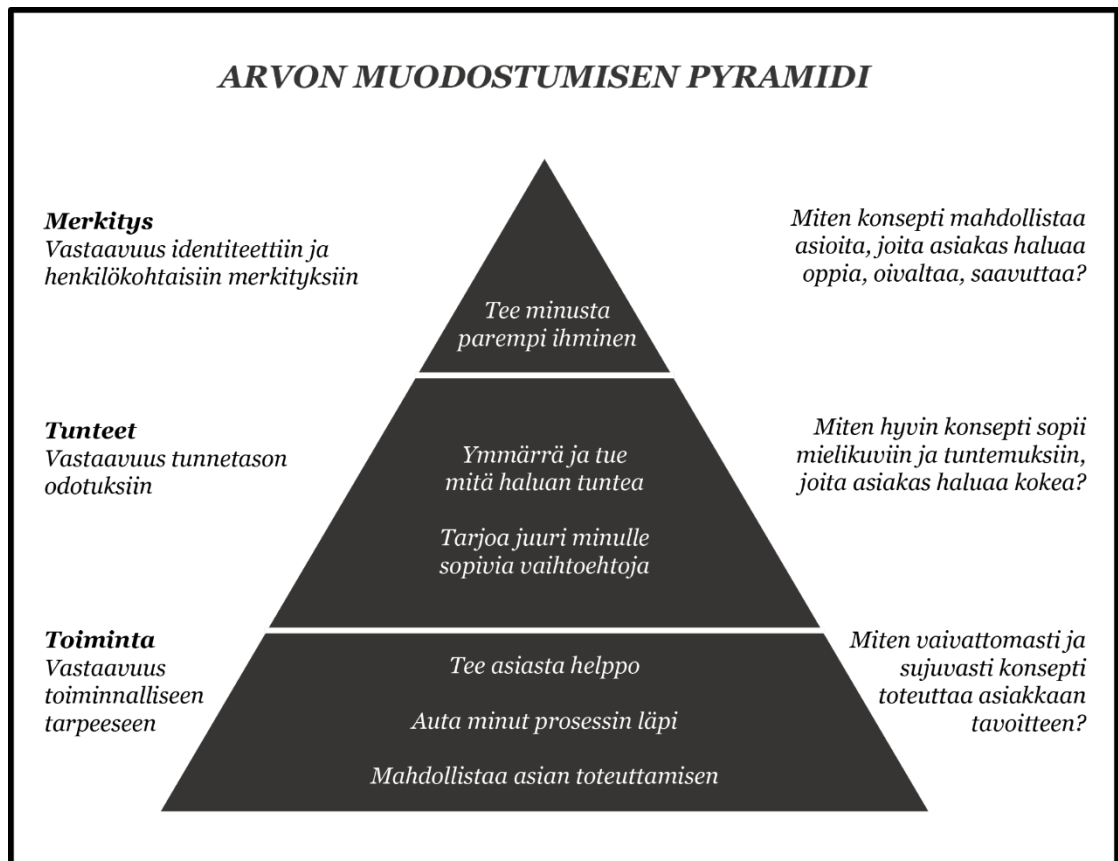 ARVON MUODOSTUMISEN PYRAMIDI
Merkitys
Vastaavuus identiteettiin ja
henkilökohtaisiin merkityksiin
Tee minusta
parempi ihminen
Miten konsepti mahdollistaa
asioita, joita asiakas haluaa
oppia, oivaltaa, saavuttaa?
Tunteet
Vastaavuus tunnetason
odotuksiin
Ymmärrä ja tue
mitä haluan tuntea
Tarjoa juuri minulle
sopivia vaihtoehtoja
Miten hyvin konsepti sopii
mielikuviin ja tuntemuksiin,
joita asiakas haluaa kokea?
Toiminta
Vastaavuus
toiminnalliseen
tarpeeseen
Tee asiasta helppo
Auta minut prosessin läpi
Mahdollistaa asian toteuttamisen
Miten vaivattomasti ja
sujuvasti konsepti
toteuttaa asiakkaan
tavoitteen?